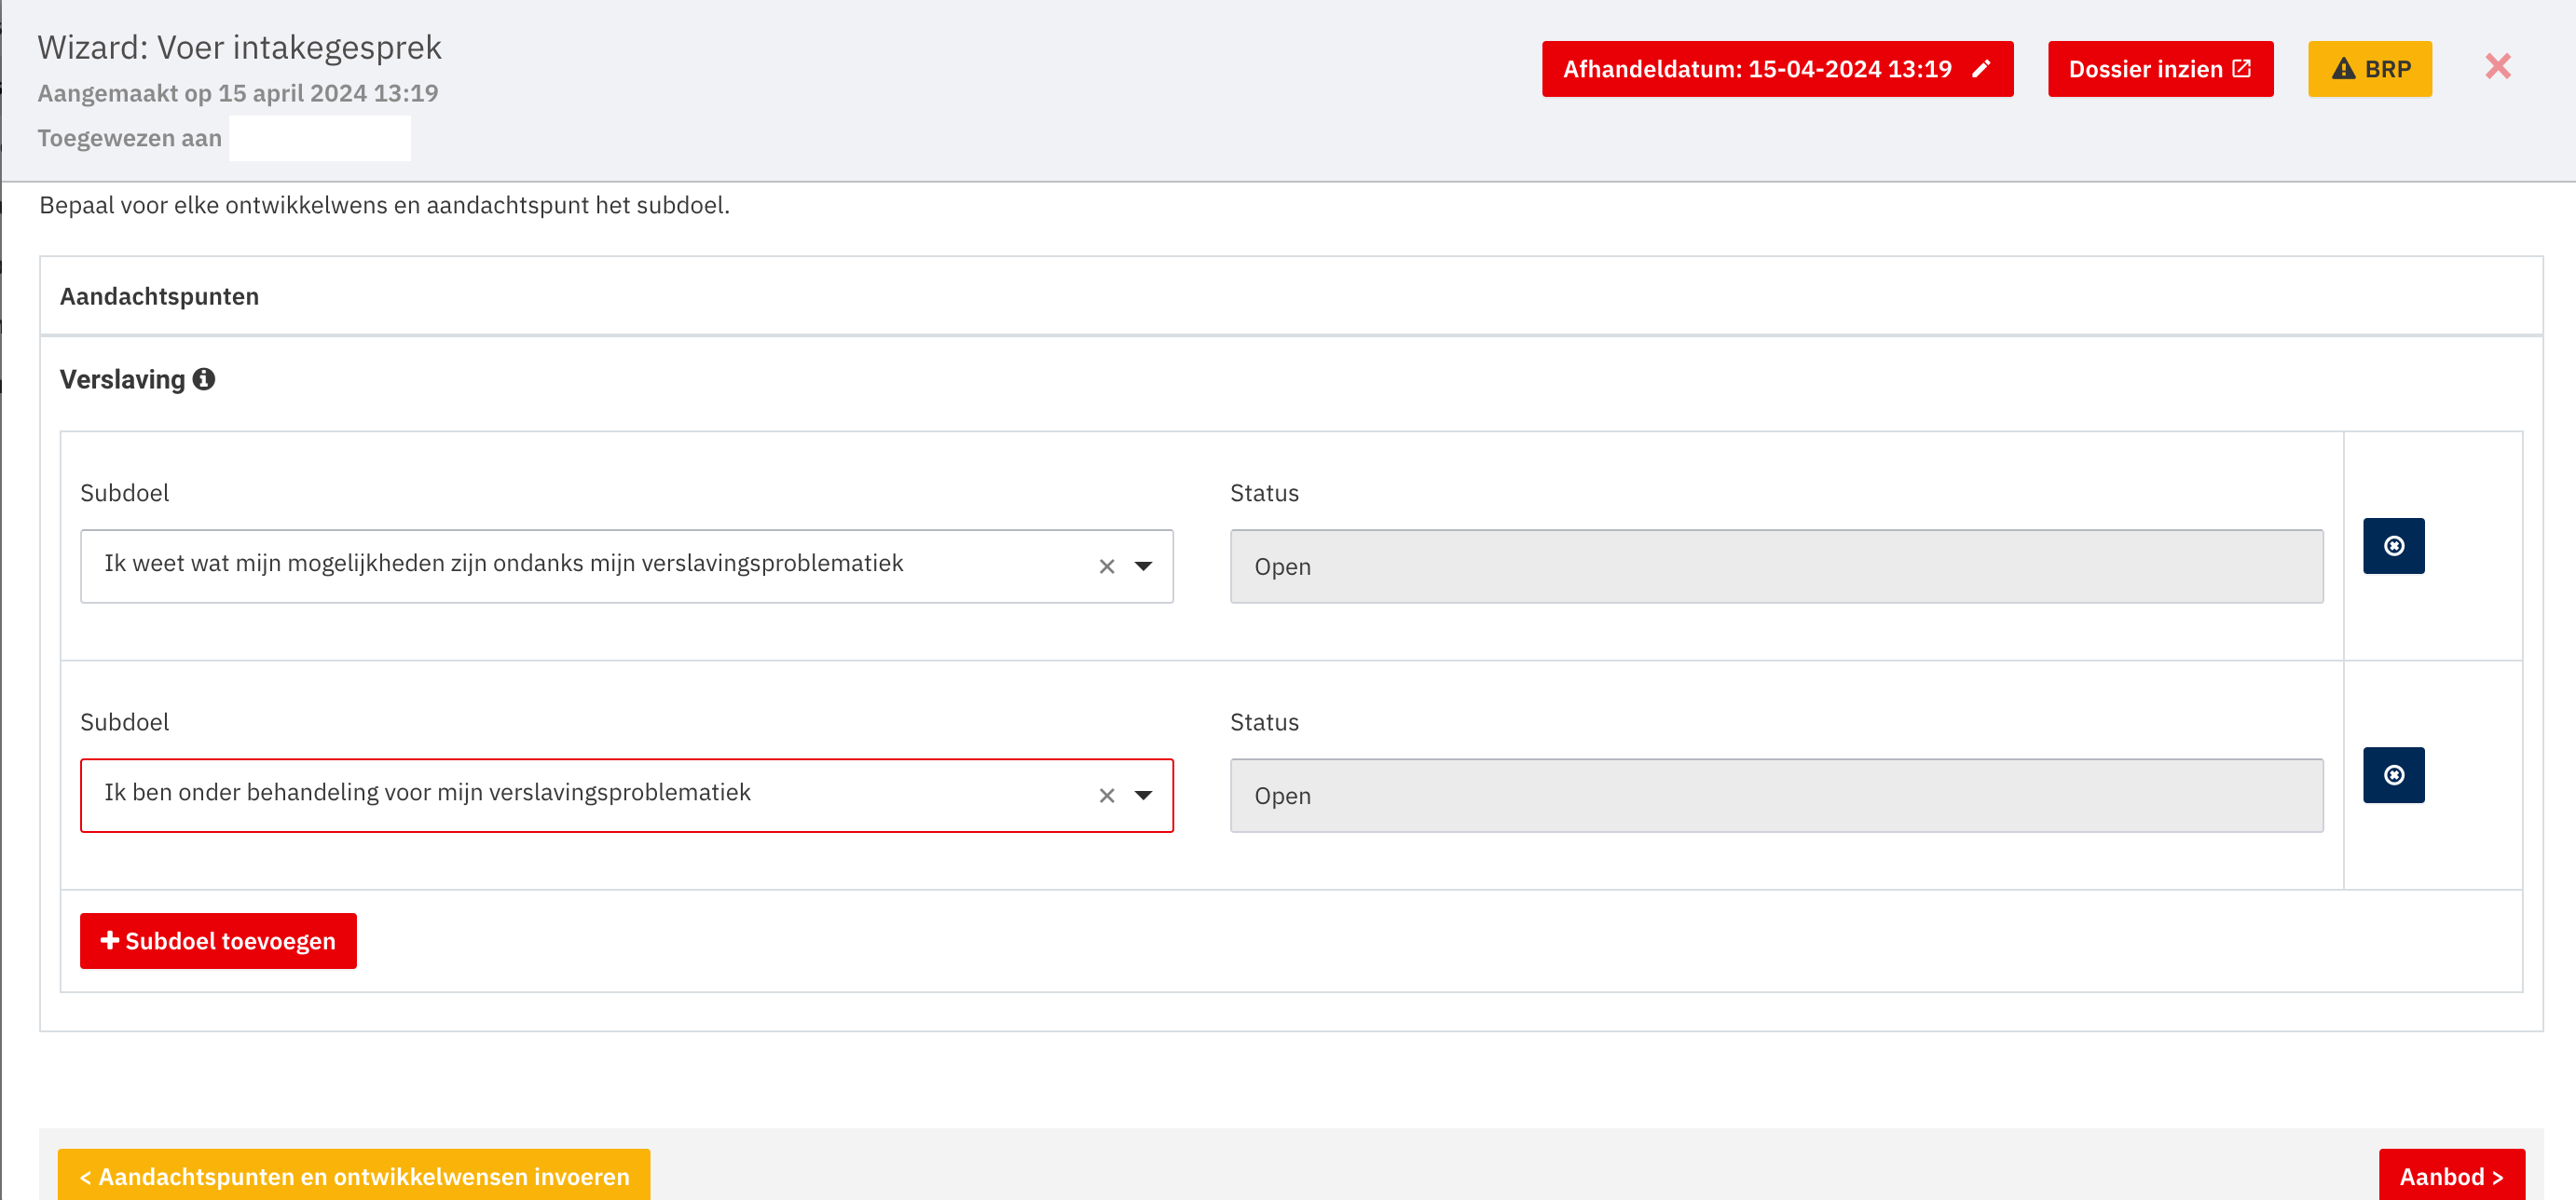 Wizard: Voer intakegesprek
Aangemaakt op 15 april 2024 13:19
Toegewezen aan
Afhandeldatum: 15-04-2024 13:19
Dossier inzien
BRP
Bepaal voor elke ontwikkelwens en aandachtspunt het subdoel.
Aandachtspunten
Verslaving
Subdoel
Status
Ik weet wat mijn mogelijkheden zijn ondanks mijn verslavingsproblematiek
Open
Subdoel
Status
Ik ben onder behandeling voor mijn verslavingsproblematiek
Open
+ Subdoel toevoegen
< Aandachtspunten en ontwikkelwensen invoeren
Aanbod >